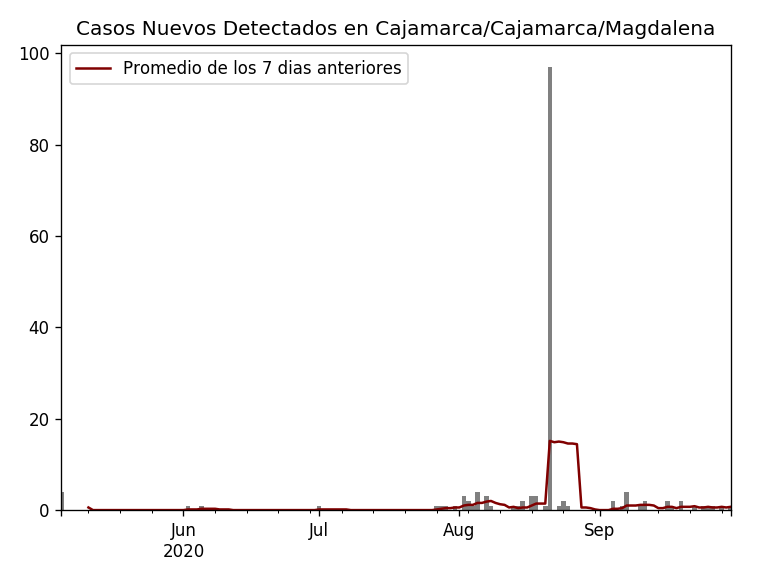 Casos Nuevos Detectados en Cajamarca/Cajamarca/Magdalena
100
Promedio de los 7 dias anteriores
80
60
40
20
0
Jun Jul Aug Sep
2020